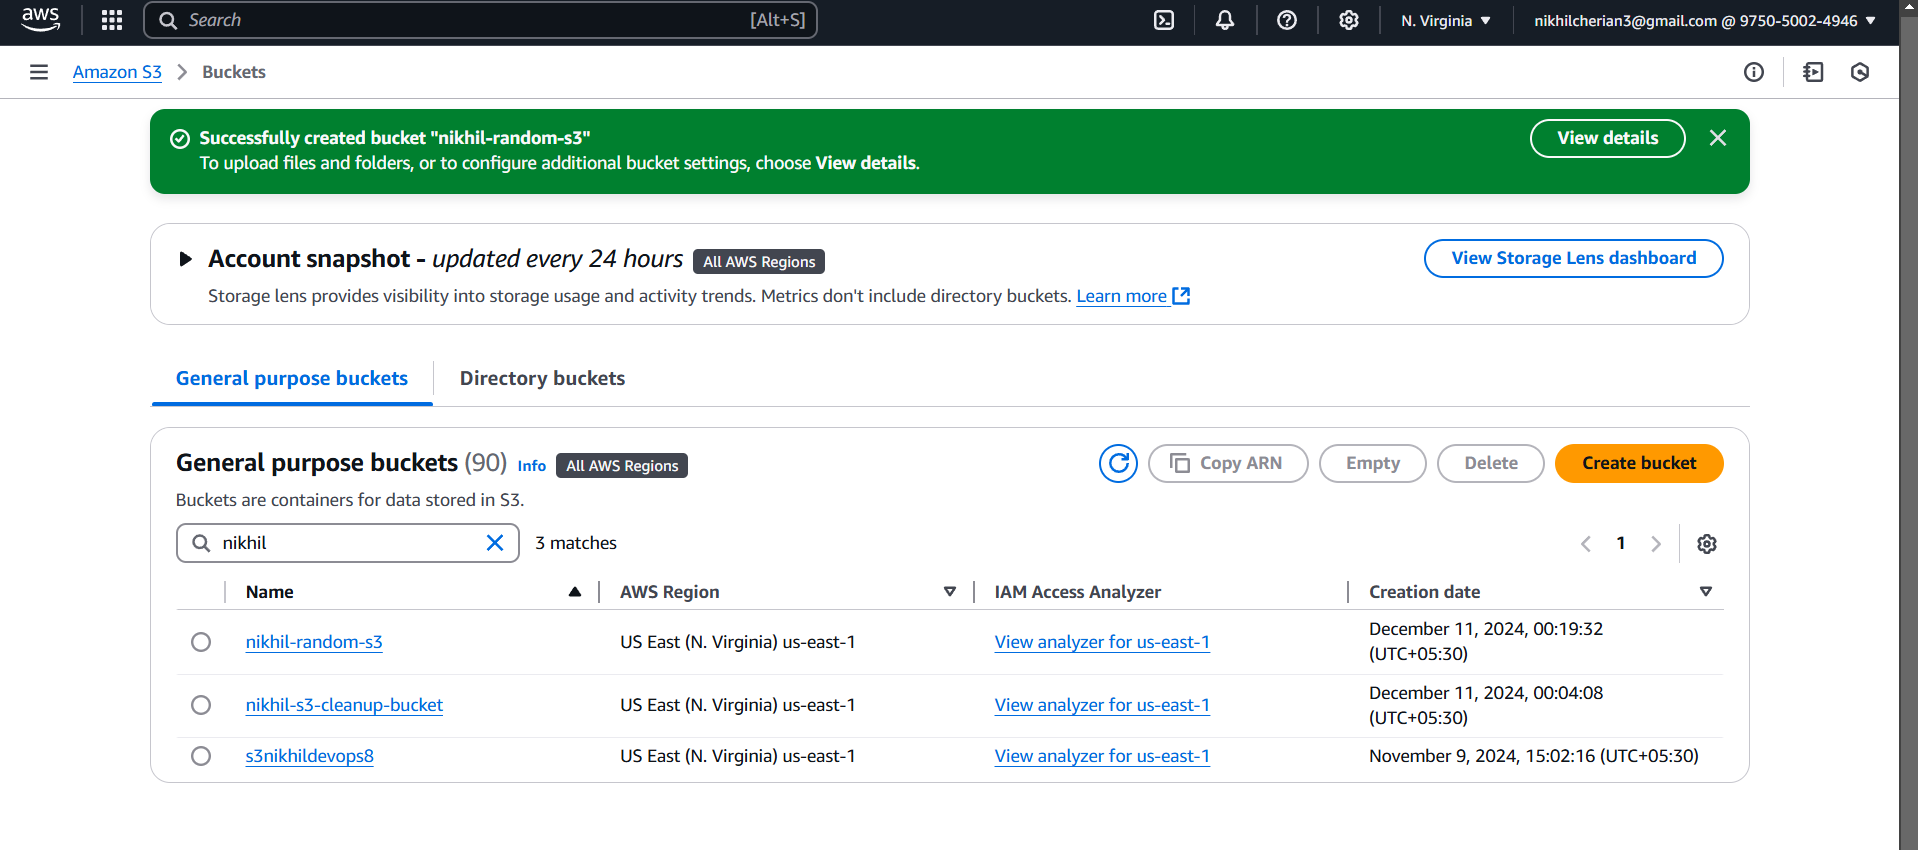 aws
Search [Alt+S]
N. Virginia
nikhilcherian3@gmail.com @ 9750-5002-4946
Amazon S3
Buckets
Successfully created bucket "nikhil-random-s3"
To upload files and folders, or to configure additional bucket settings, choose View details.
View details
Account snapshot - updated every 24 hours All AWS Regions
Storage lens provides visibility into storage usage and activity trends. Metrics don't include directory buckets. Learn more
View Storage Lens dashboard
General purpose buckets
Directory buckets
General purpose buckets (90) Info All AWS Regions
Copy ARN
Empty
Delete
Create bucket
Buckets are containers for data stored in S3.
nikhil
3 matches
1
Name AWS Region IAM Access Analyzer Creation date
nikhil-random-s3 US East (N. Virginia) us-east-1 View analyzer for us-east-1 December 11, 2024, 00:19:32
(UTC+05:30)
nikhil-s3-cleanup-bucket US East (N. Virginia) us-east-1 View analyzer for us-east-1 December 11, 2024, 00:04:08
(UTC+05:30)
s3nikhildevops8 US East (N. Virginia) us-east-1 View analyzer for us-east-1 November 9, 2024, 15:02:16 (UTC+05:30)